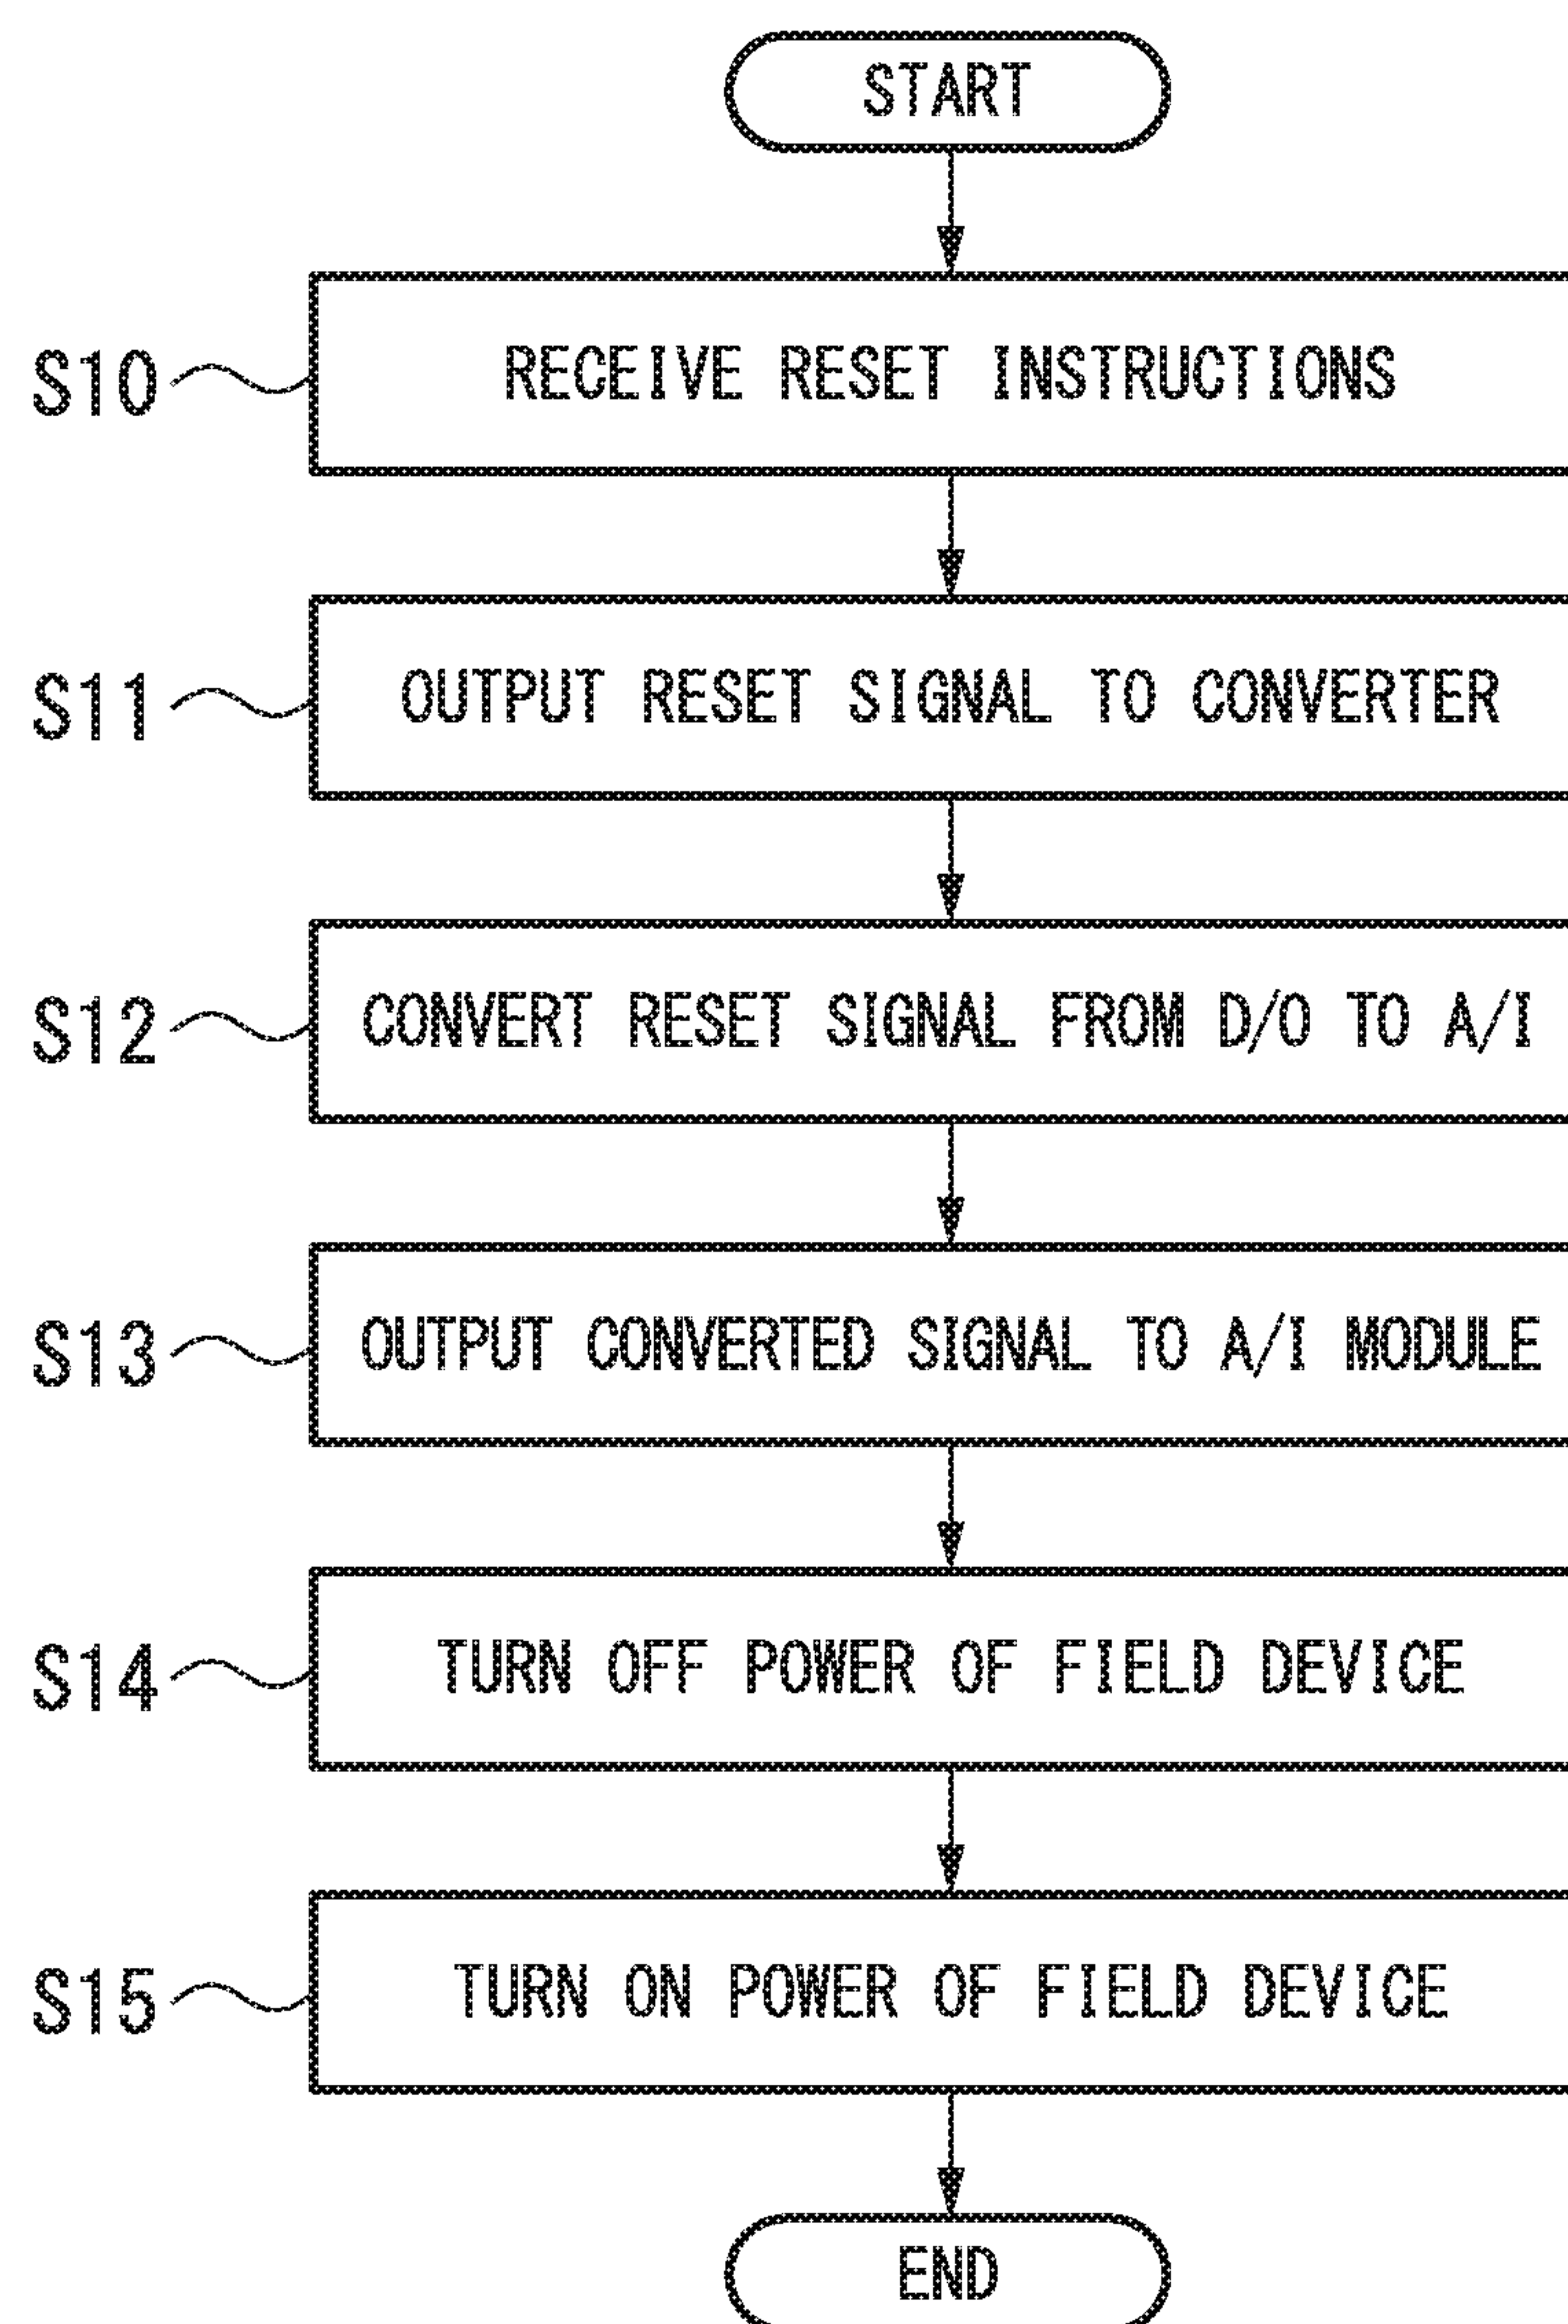 START
S10 RECEIVE RESET INSTRUCTIONS
S11 OUTPUT RESET SIGNAL TO CONVERTER
S12 CONVERT RESET SIGNAL FROM D/O TO A/I
S13 OUTPUT CONVERTED SIGNAL TO A/I MODULE
S14 TURN OFF POWER OF FIELD DEVICE
S15 TURN ON POWER OF FIELD DEVICE
END